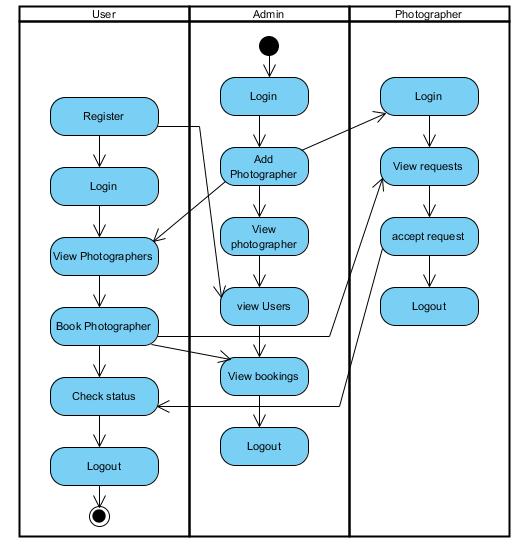 User
Admin
Photographer
Register
Login
View Photographers
Book Photographer
Check status
Logout
Login
Add
Photographer
View
photographer
view Users
View bookings
Logout
Login
View requests
accept request
Logout